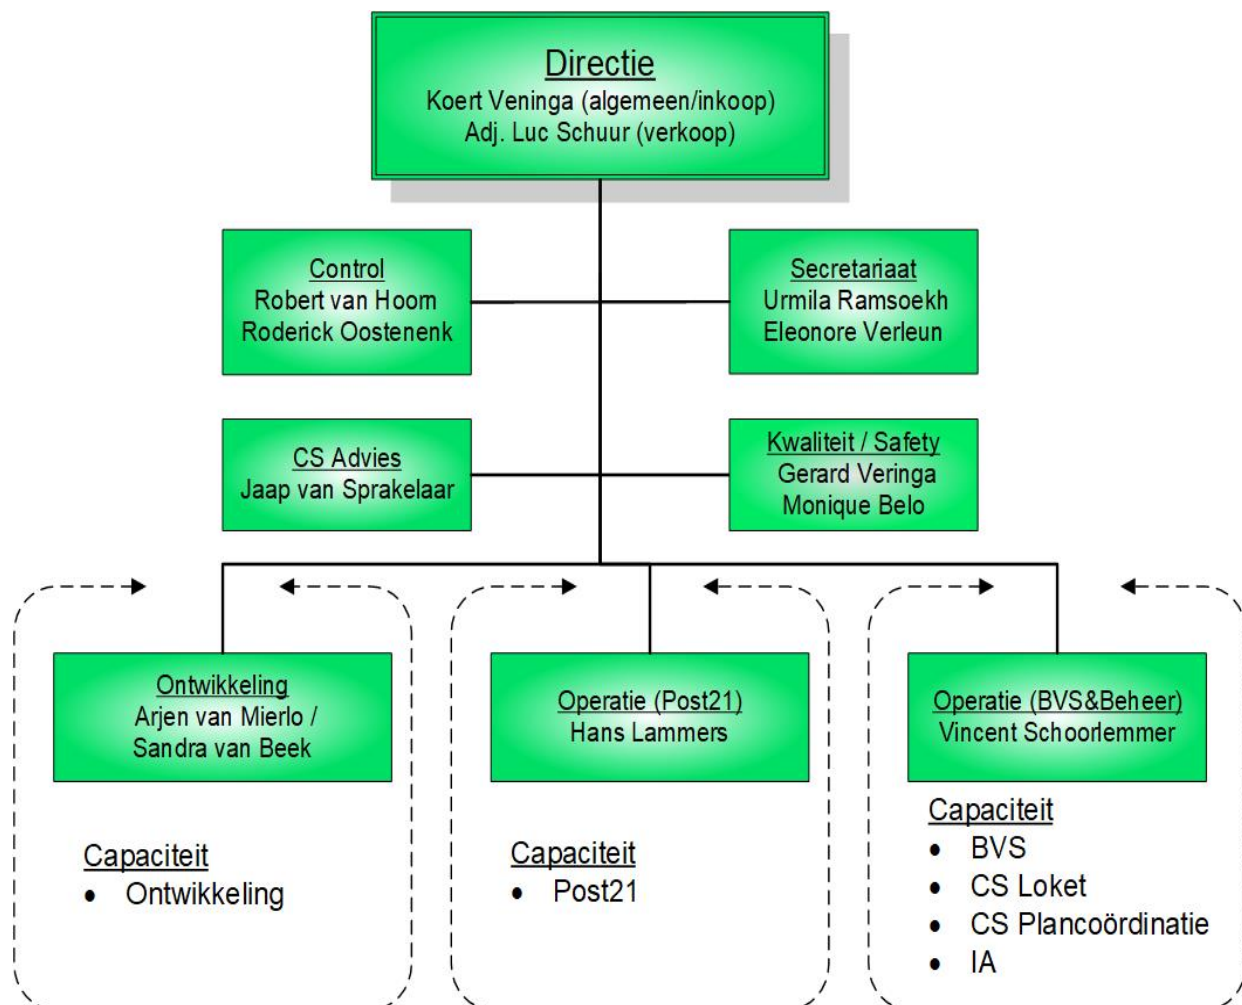 Directie
Koert Veninga (algemeen/inkoop)
Adj. Luc Schuur (verkoop)
Control
Robert van Hoorn
Roderick Oostenenk
Secretariaat
Urmila Ramsoekh
Eleonore Verleun
CS Advies
Jaap van Sprakelaar
Kwaliteit / Safety
Gerard Veringa
Monique Belo
Ontwikkeling
Arjen van Mierlo /
Sandra van Beek
Capaciteit
• Ontwikkeling
Operatie (Post21)
Hans Lammers
Capaciteit
• Post21
Operatie (BVS&Beheer)
Vincent Schoorlemmer
Capaciteit
• BVS
• CS Loket
• CS Plancoördinatie
• IA